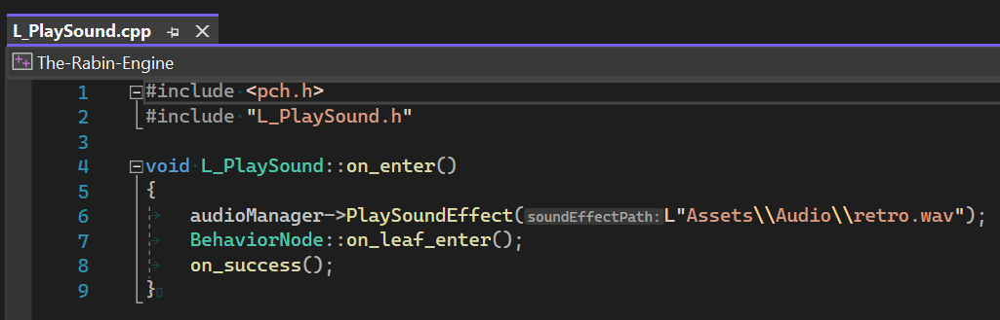 L_PlaySound.cpp
The-Rabin-Engine
1 #include <pch.h>
2 #include "L_PlaySound.h"
3
4 void L_PlaySound::on_enter()
5 {
6 audioManager->PlaySoundEffect(soundEffectPath:L"Assets\\Audio\\retro.wav");
7 BehaviorNode::on_leaf_enter();
8 on_success();
9 }